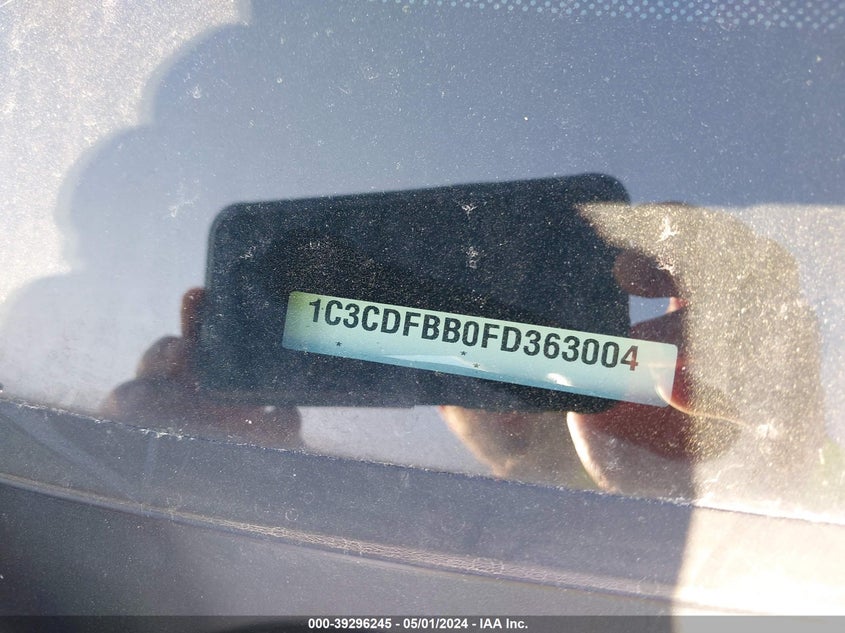 1C3CDFBB0FD363004
* * *
000-39296245 - 05/01/2024 - IAA Inc.